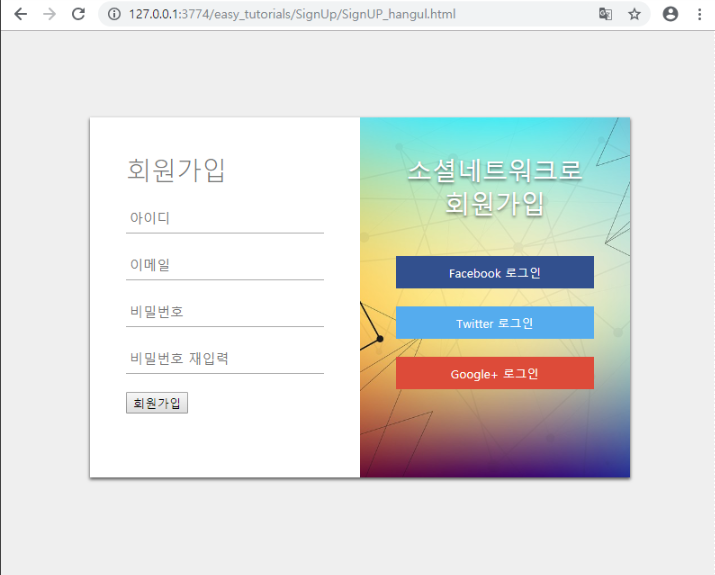 127.0.0.1:3774/easy_tutorials/SignUp/SignUP_hangul.html
회원가입
아이디
이메일
비밀번호
비밀번호 재입력
회원가입
소셜네트워크로
회원가입
Facebook 로그인
Twitter 로그인
Google+ 로그인